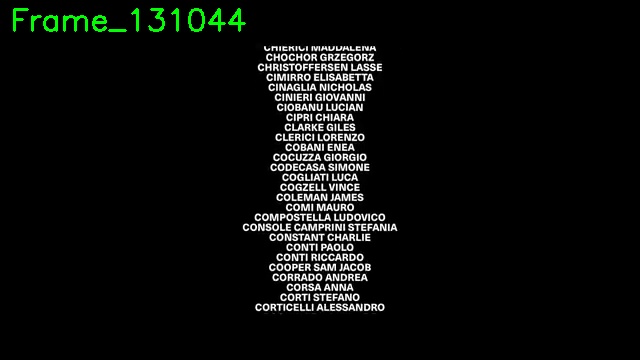 Frame_131044
CHIERICI MADDALENA
CHOCHOR GRZEGORZ
CHRISTOFFERSEN LASSE
CIMIRRO ELISABETTA
CINAGLIA NICHOLAS
CINIERI GIOVANNI
CIOBANU LUCIAN
CIPRI CHIARA
CLARKE GILES
CLERICI LORENZO
COBANI ENEA
COCUZZA GIORGIO
CODECASA SIMONE
COGLIATI LUCA
COGZELL VINCE
COLEMAN JAMES
COMI MAURO
COMPOSTELLA LUDOVICO
CONSOLE CAMPRINI STEFANIA
CONSTANT CHARLIE
CONTI PAOLO
CONTI RICCARDO
COOPER SAM JACOB
CORRADO ANDREA
CORSA ANNA
CORTI STEFANO
CORTICELLI ALESSANDRO